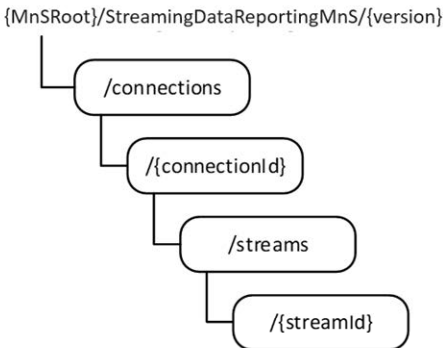 {MnSRoot}/StreamingDataReportingMnS/{version}
/connections
/{connectionId}
/streams
/{streamId}